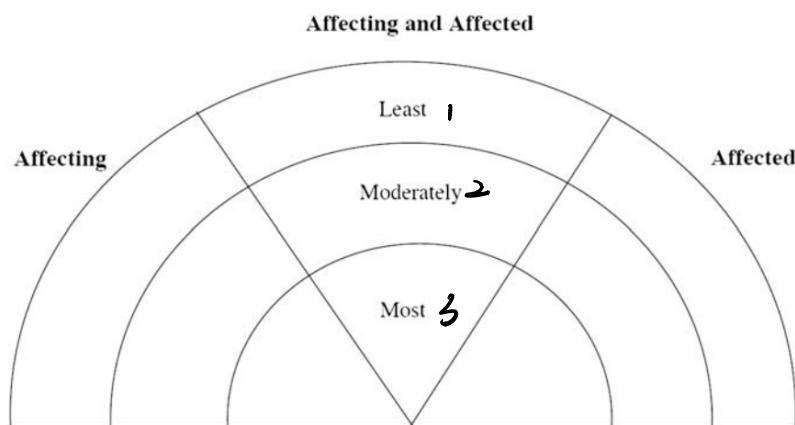 Affecting and Affected
Least 1
Affecting
Affected
Moderately 2
Most 3